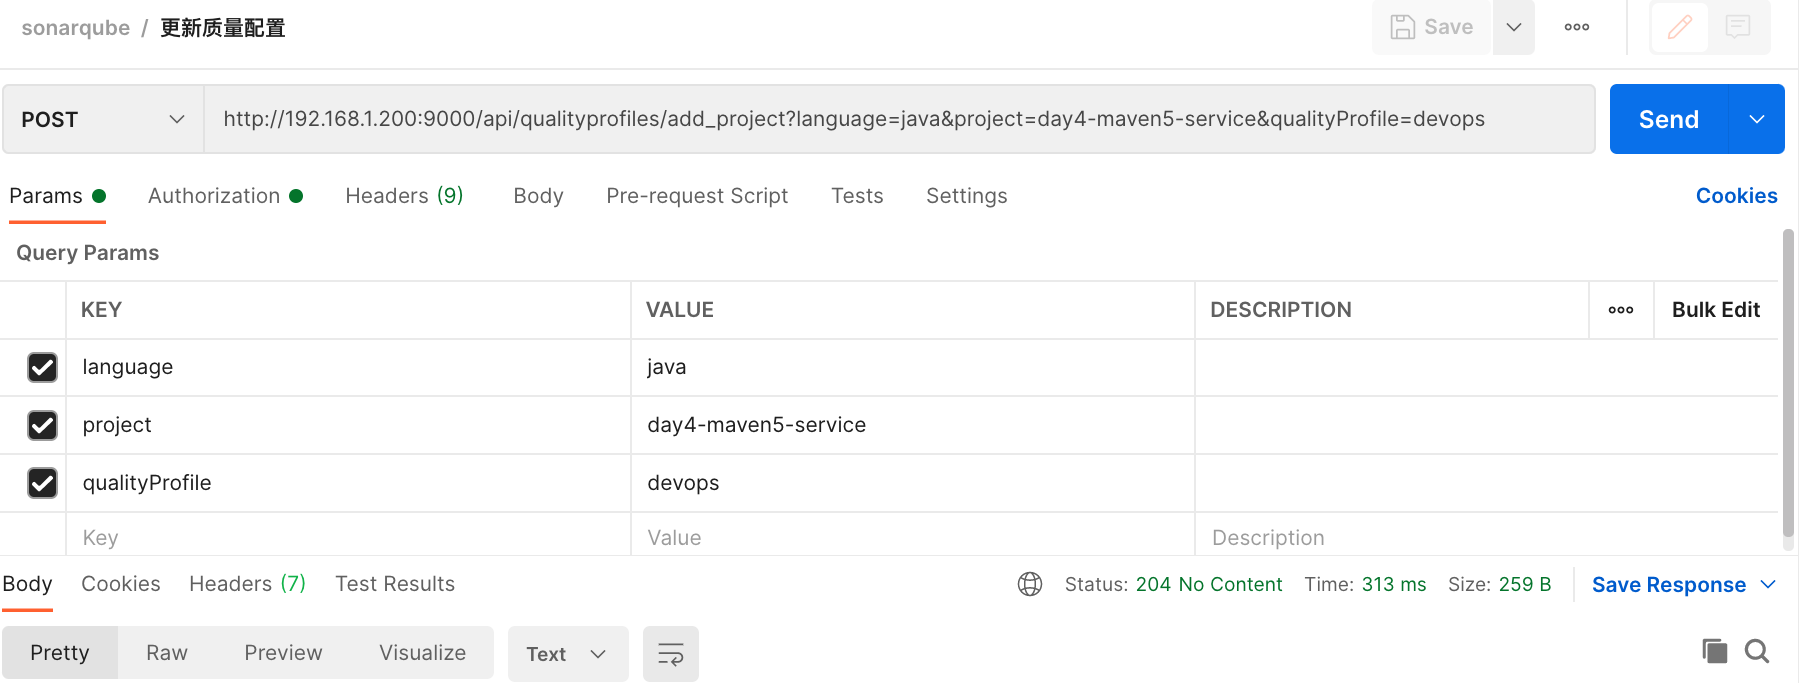 sonarqube / 更新质量配置
Save
POST
http://192.168.1.200:9000/api/qualityprofiles/add_project?language=java&project=day4-maven5-service&qualityProfile=devops
Send
Params Authorization Headers (9) Body Pre-request Script Tests Settings Cookies
Query Params
KEY VALUE DESCRIPTION Bulk Edit
language java
project day4-maven5-service
qualityProfile devops
Key Value Description
Body Cookies Headers (7) Test Results Status: 204 No Content Time: 313 ms Size: 259 B Save Response
Pretty Raw Preview Visualize Text